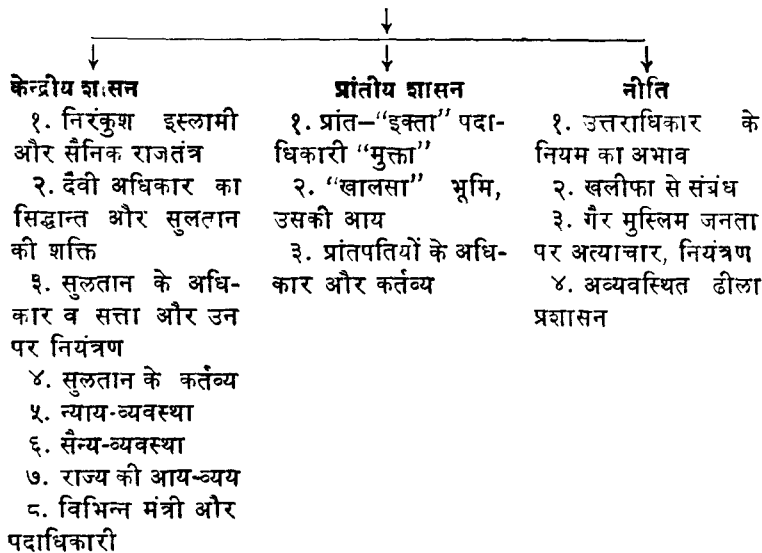 केन्द्रीय शासन
१. निरंकुश इस्लामी
और सैनिक राजतंत्र
२. दैवी अधिकार का
सिद्धान्त और सुलतान
की शक्ति
३. सुलतान के अधि-
कार व सत्ता और उन
पर नियंत्रण
४. सुलतान के कर्तव्य
५. न्याय-व्यवस्था
६. सैन्य-व्यवस्था
७. राज्य की आय-व्यय
८. विभिन्न मंत्री और
पदाधिकारी
प्रांतीय शासन
१. प्रांत–"इक्ता" पदा-
धिकारी "मुक्ता"
२. "खालसा" भूमि,
उसकी आय
३. प्रांतपतियों के अधि-
कार और कर्तव्य
नीति
१. उत्तराधिकार के
नियम का अभाव
२. खलीफा से संबंध
३. गैर मुस्लिम जनता
पर अत्याचार, नियंत्रण
४. अव्यवस्थित ढीला
प्रशासन